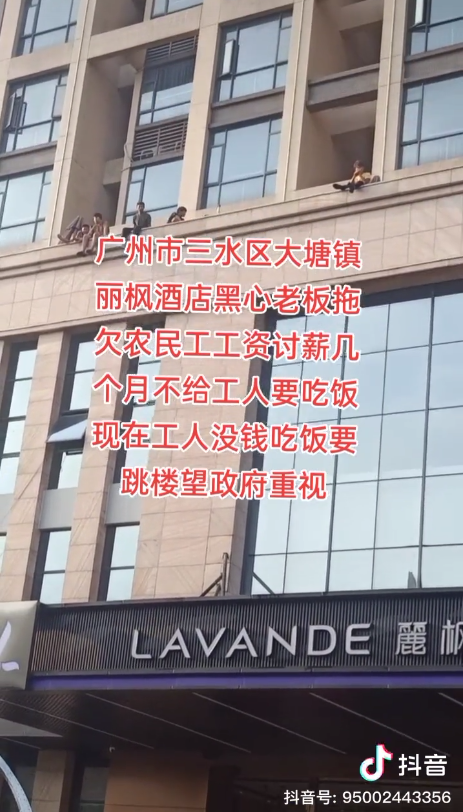 广州市三水区大塘镇
丽枫酒店黑心老板拖
欠农民工工资讨薪几
个月不给工人要吃饭
现在工人没钱吃饭要
跳楼望政府重视
LAVANDE 麗枫
抖音
抖音号: 95002443356